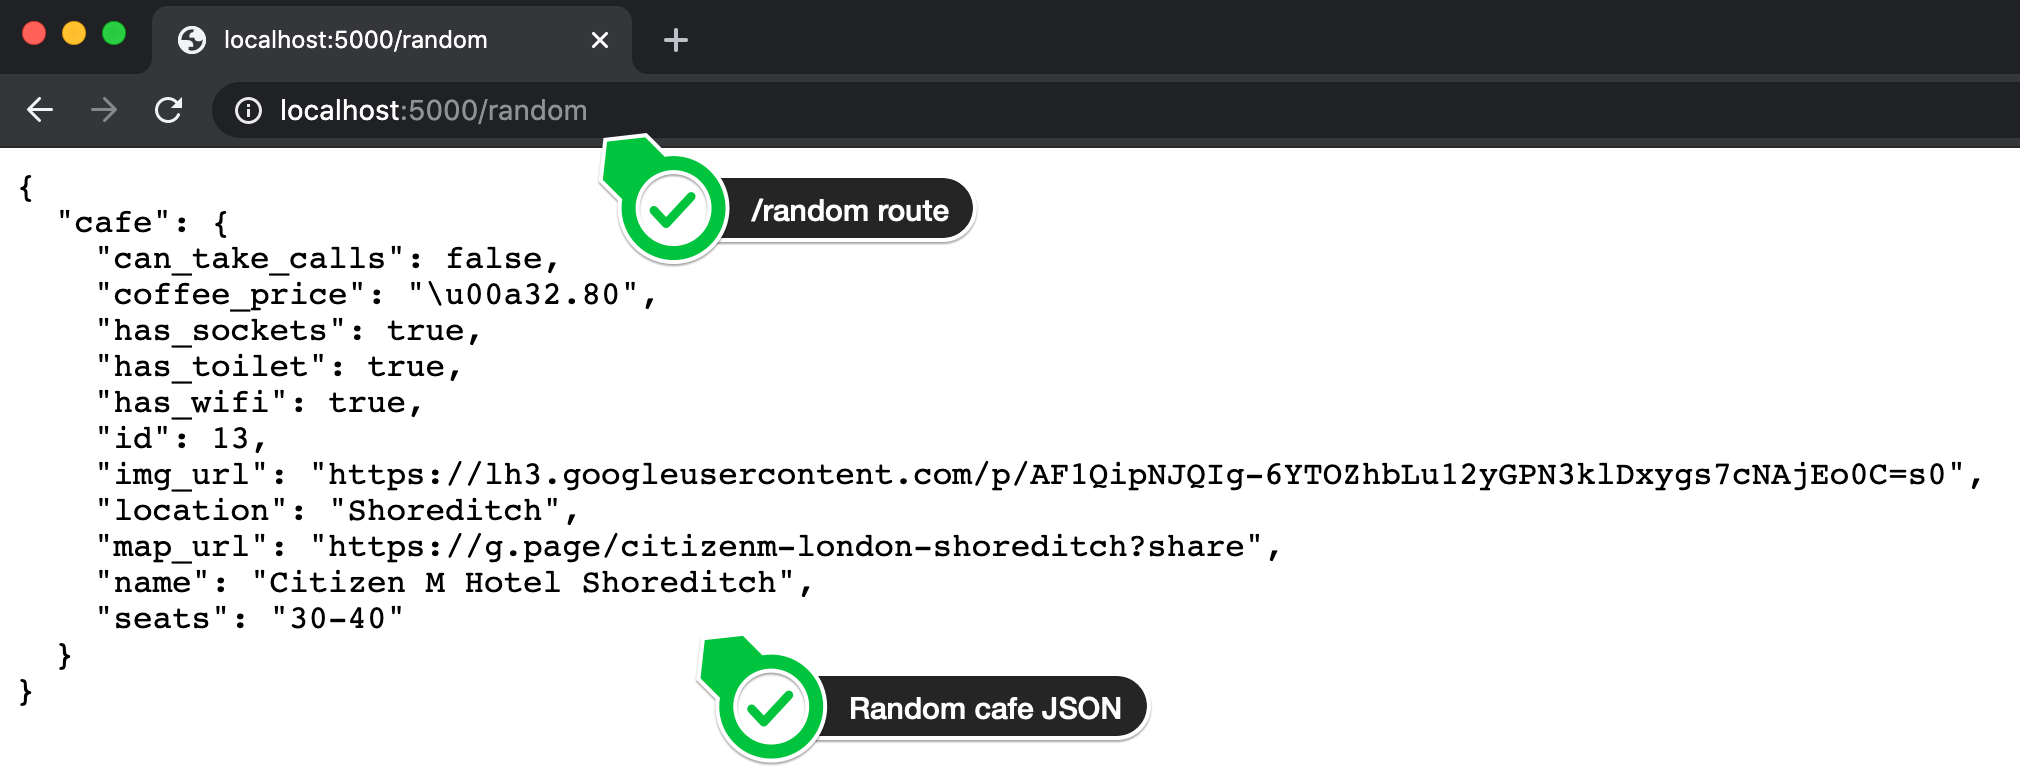 localhost:5000/random
localhost:5000/random
{
"cafe": {
/random route
"can_take_calls": false,
"coffee_price": "\u00a32.80",
"has_sockets": true,
"has_toilet": true,
"has_wifi": true,
"id": 13,
"img_url": "https://lh3.googleusercontent.com/p/AF1QipNJQIg-6YTOZhbLu12yGPN3klDxygs7cNAjEo0C=s0",
"location": "Shoreditch",
"map_url": "https://g.page/citizenm-london-shoreditch?share",
"name": "Citizen M Hotel Shoreditch",
"seats": "30-40"
}
}
Random cafe JSON